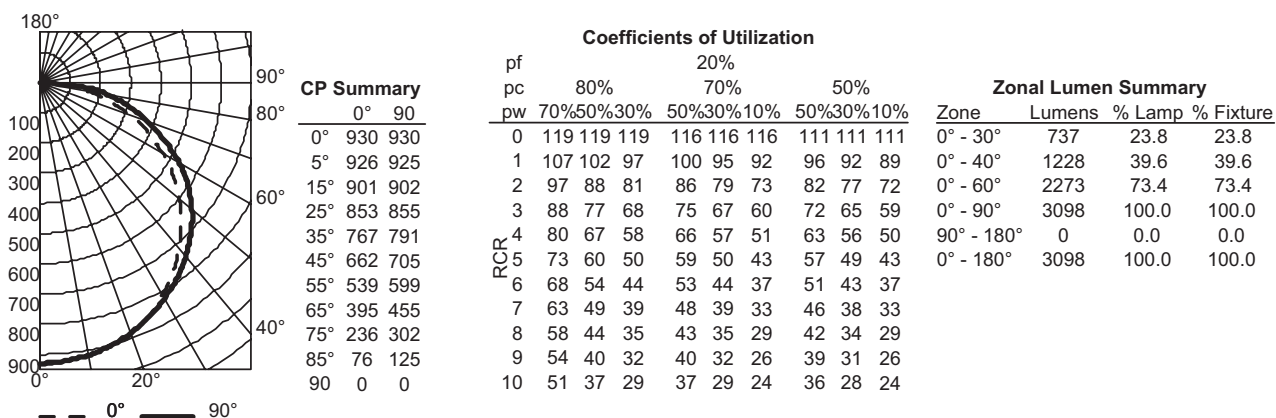 180°
90°
80°
60°
40°
100
200
300
400
500
600
700
800
900
0° 20°
0° 90°
CP Summary
0° 90
0° 930 930
5° 926 925
15° 901 902
25° 853 855
35° 767 791
45° 662 705
55° 539 599
65° 395 455
75° 236 302
85° 76 125
90 0 0
Coefficients of Utilization
pf 20%
pc 80% 70% 50%
pw 70%50%30% 50%30%10% 50%30%10%
RCR
0 119 119 119 116 116 116 111 111 111
1 107 102 97 100 95 92 96 92 89
2 97 88 81 86 79 73 82 77 72
3 88 77 68 75 67 60 72 65 59
4 80 67 58 66 57 51 63 56 50
5 73 60 50 59 50 43 57 49 43
6 68 54 44 53 44 37 51 43 37
7 63 49 39 48 39 33 46 38 33
8 58 44 35 43 35 29 42 34 29
9 54 40 32 40 32 26 39 31 26
10 51 37 29 37 29 24 36 28 24
Zonal Lumen Summary
Zone Lumens % Lamp % Fixture
0° - 30° 737 23.8 23.8
0° - 40° 1228 39.6 39.6
0° - 60° 2273 73.4 73.4
0° - 90° 3098 100.0 100.0
90° - 180° 0 0.0 0.0
0° - 180° 3098 100.0 100.0